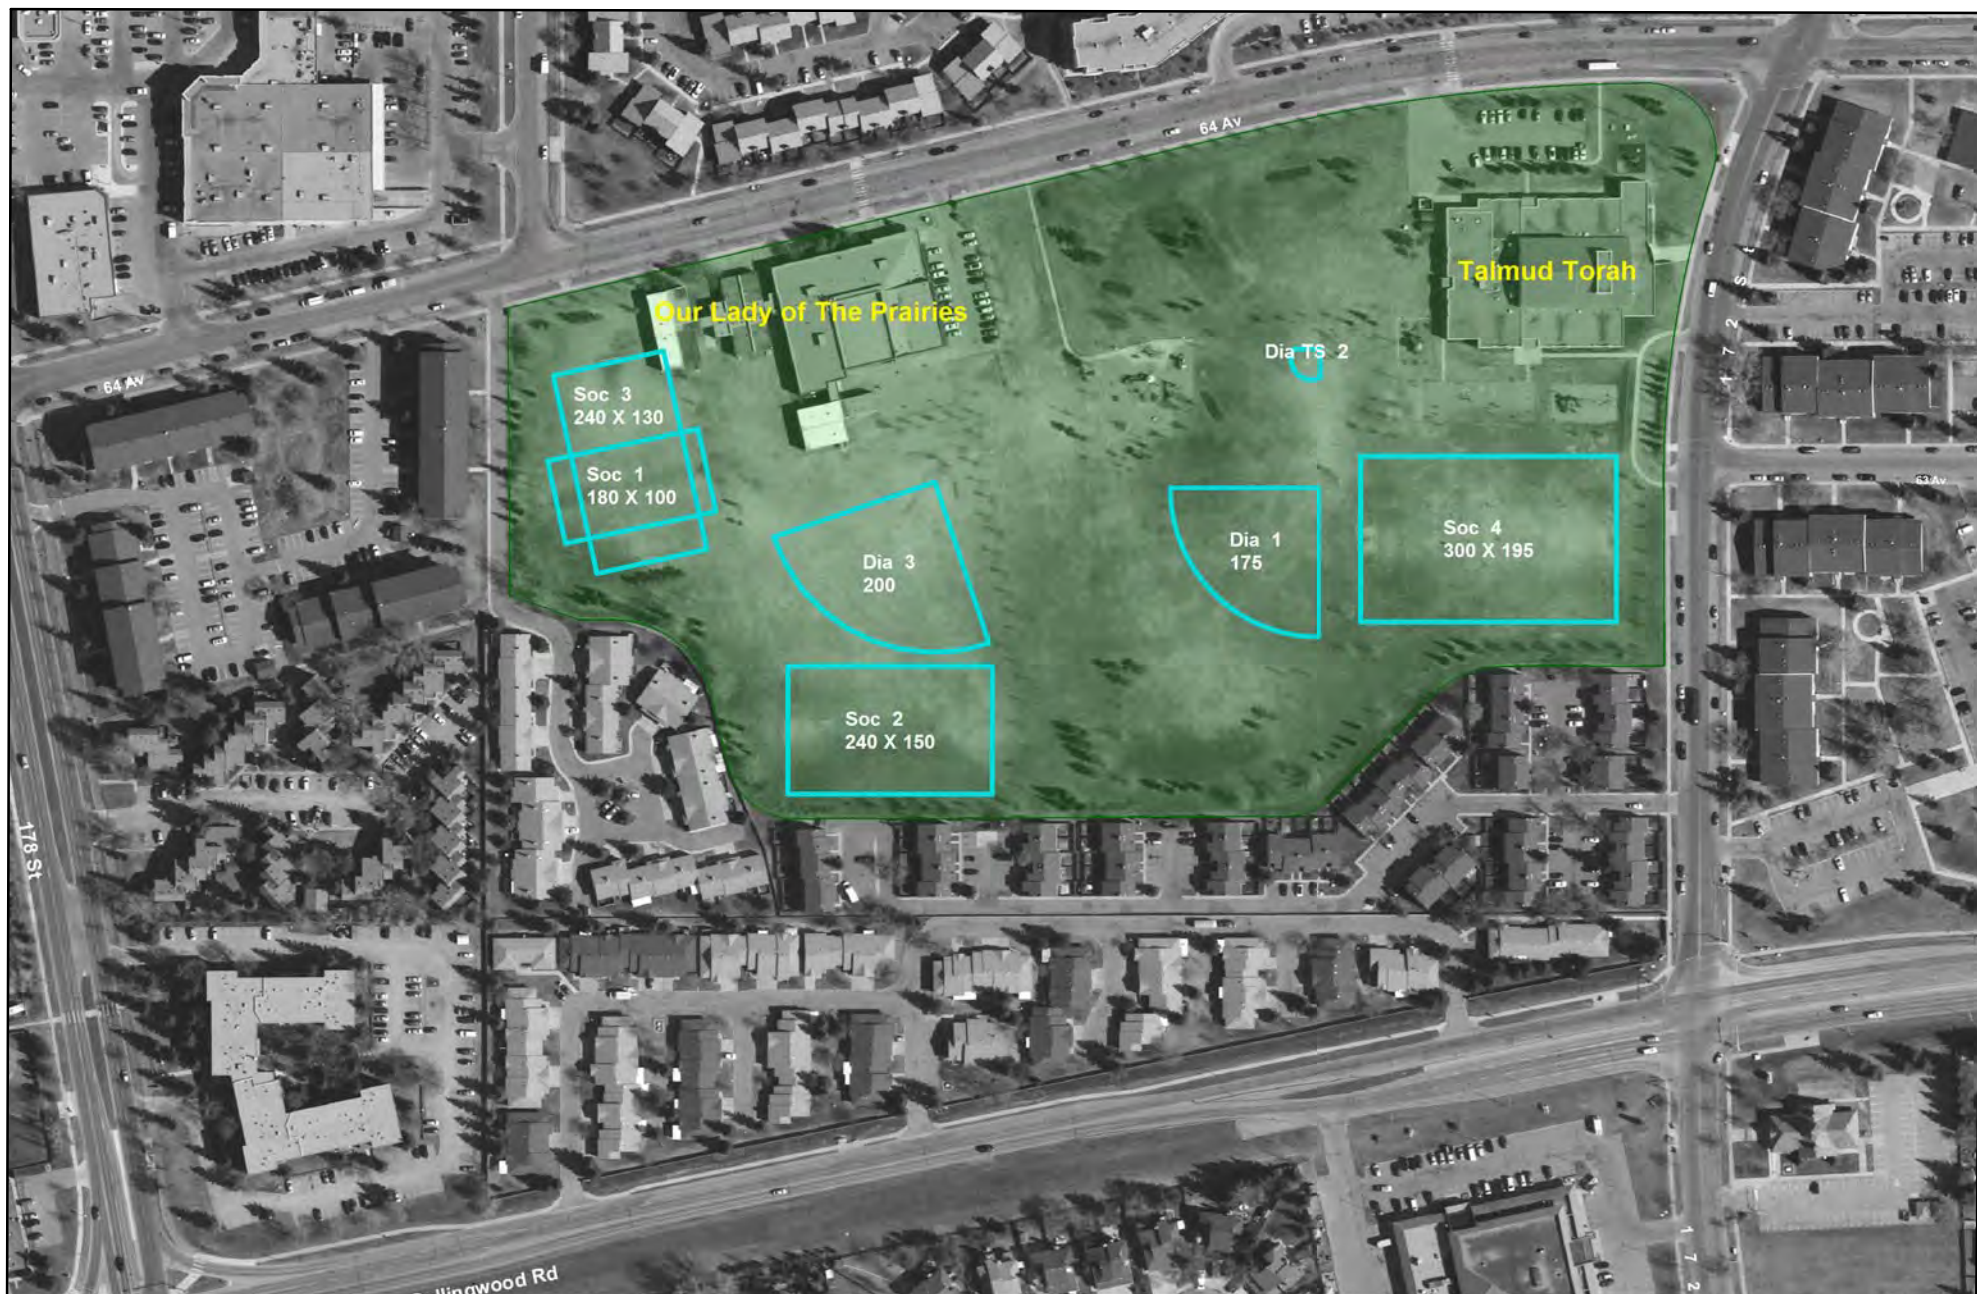 64 Av
Talmud Torah
Our Lady of The Prairies
Dia TS 2
64 Av
Soc 3
240 X 130
Soc 1
180 X 100
63 Av
Dia 3
200
Dia 1
175
Soc 4
300 X 195
Soc 2
240 X 150
178 St
172 S
llingwood Rd
172